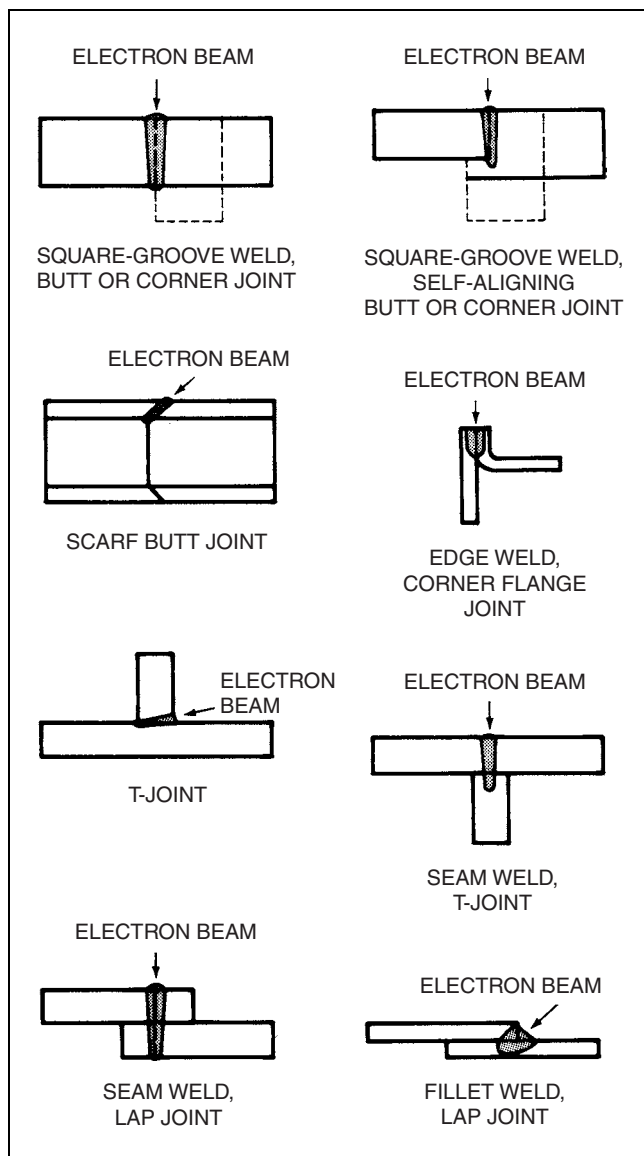 ELECTRON BEAM
SQUARE-GROOVE WELD,
BUTT OR CORNER JOINT
ELECTRON BEAM
SQUARE-GROOVE WELD,
SELF-ALIGNING
BUTT OR CORNER JOINT
ELECTRON BEAM
SCARF BUTT JOINT
ELECTRON BEAM
EDGE WELD,
CORNER FLANGE
JOINT
ELECTRON
BEAM
T-JOINT
ELECTRON BEAM
SEAM WELD,
T-JOINT
ELECTRON BEAM
SEAM WELD,
LAP JOINT
ELECTRON BEAM
FILLET WELD,
LAP JOINT